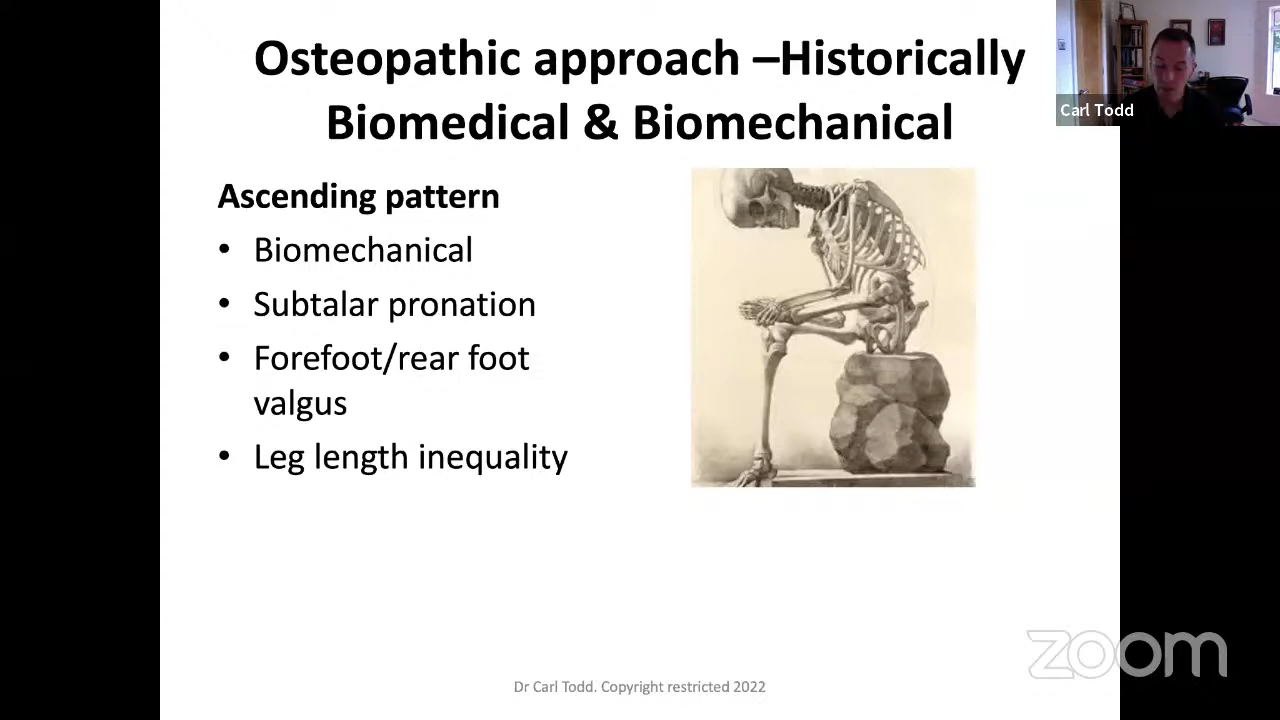 Osteopathic approach –Historically
Biomedical & Biomechanical
Carl Todd
Ascending pattern
• Biomechanical
• Subtalar pronation
• Forefoot/rear foot
valgus
• Leg length inequality
zoom
Dr Carl Todd. Copyright restricted 2022